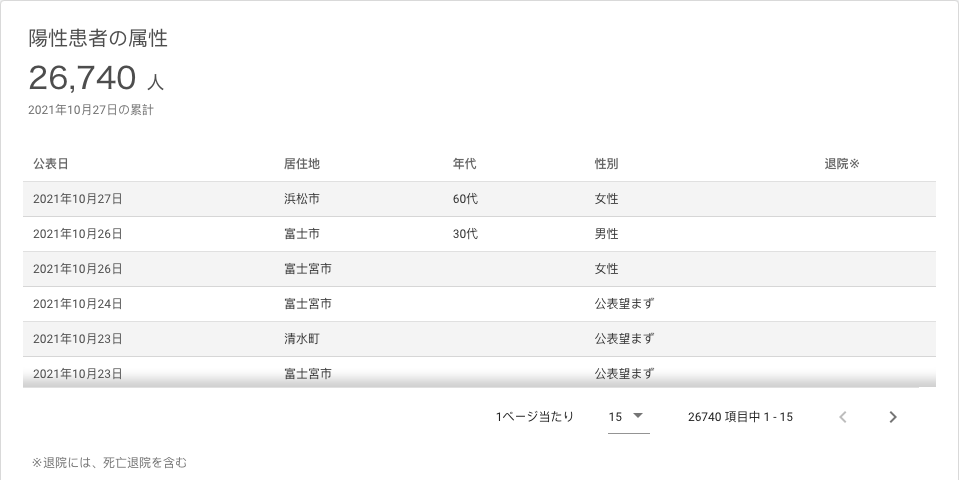 陽性患者の属性
26,740 人
2021年10月27日の累計
公表日 居住地 年代 性別 退院※
2021年10月27日 浜松市 60代 女性
2021年10月26日 富士市 30代 男性
2021年10月26日 富士宮市 女性
2021年10月24日 富士宮市 公表望まず
2021年10月23日 清水町 公表望まず
2021年10月23日 富士宮市 公表望まず
1ページ当たり 15 26740 項目中 1 - 15
※退院には、死亡退院を含む